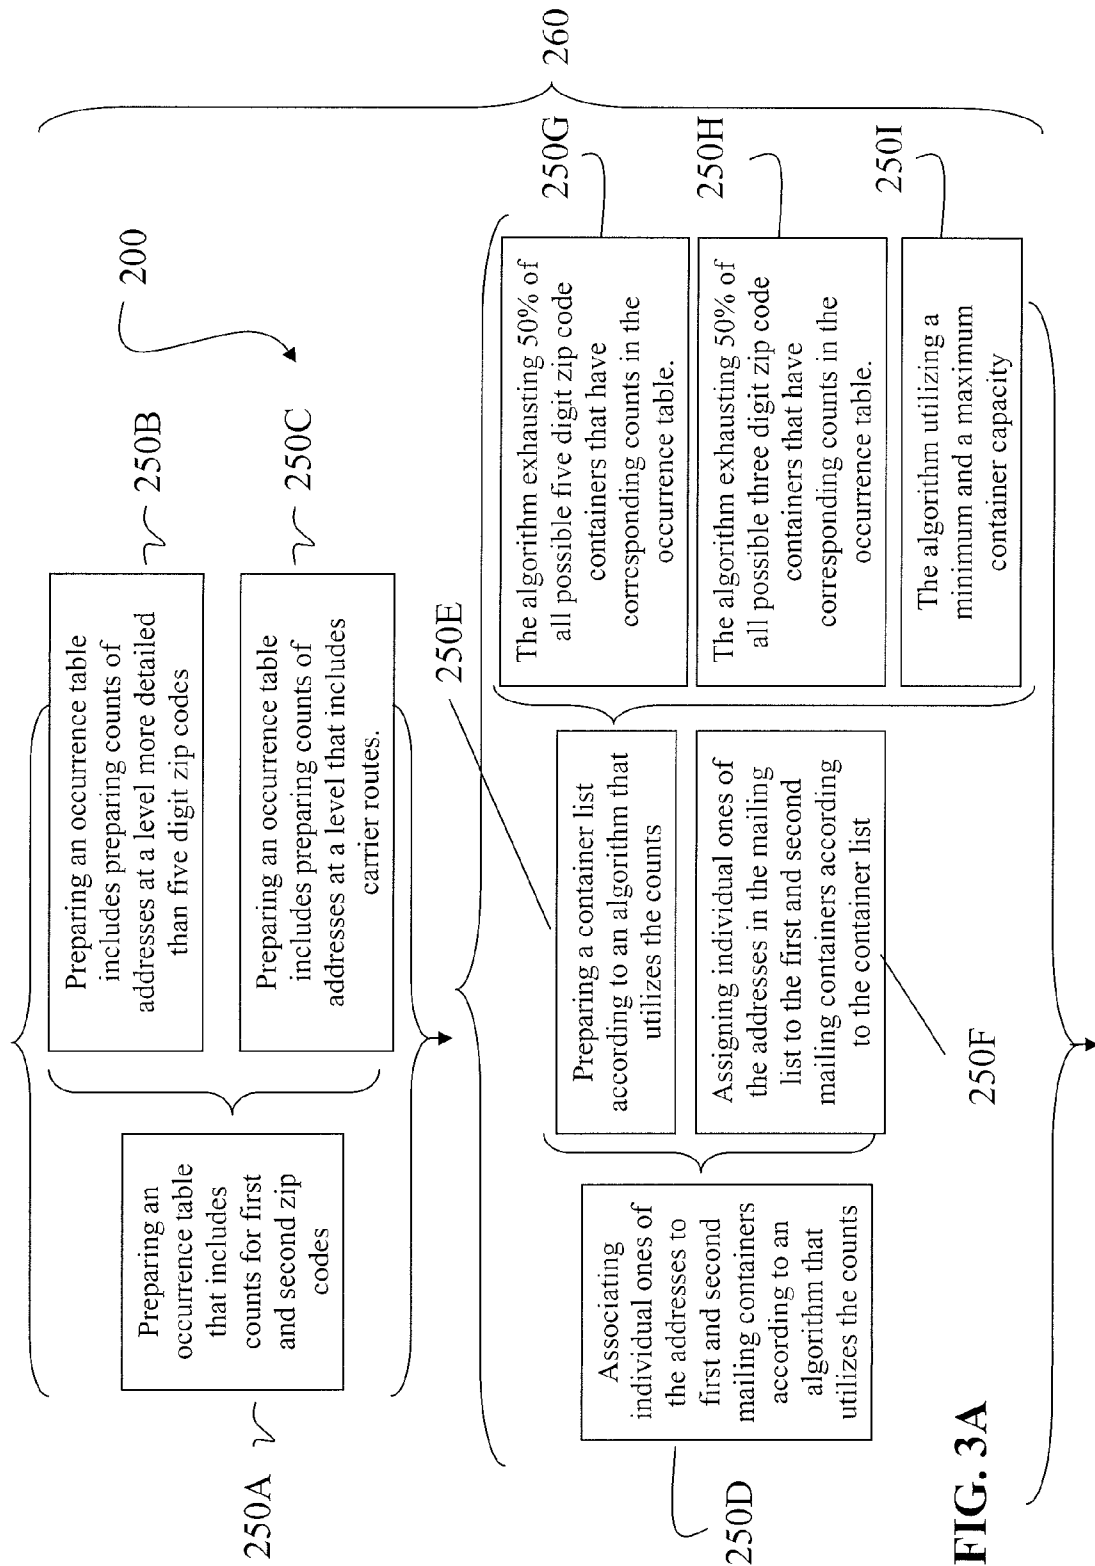 200
Preparing an
occurrence table
that includes
counts for first
and second zip
codes
250A
Preparing an occurrence table
includes preparing counts of
addresses at a level more detailed
than five digit zip codes
250B
Preparing an occurrence table
includes preparing counts of
addresses at a level that includes
carrier routes.
250C
Associating
individual ones of
the addresses to
first and second
mailing containers
according to an
algorithm that
utilizes the counts
250D
Preparing a container list
according to an algorithm that
utilizes the counts
250E
Assigning individual ones of
the addresses in the mailing
list to the first and second
mailing containers according
to the container list
250F
The algorithm exhausting 50% of
all possible five digit zip code
containers that have
corresponding counts in the
occurrence table.
250G
The algorithm exhausting 50% of
all possible three digit zip code
containers that have
corresponding counts in the
occurrence table.
250H
The algorithm utilizing a
minimum and a maximum
container capacity
250I
260
FIG. 3A